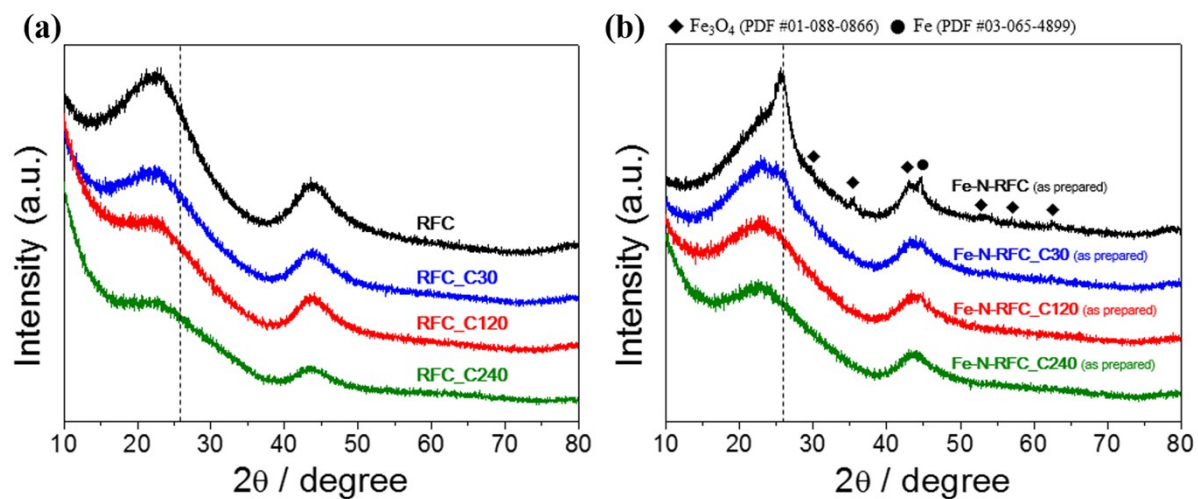 (a)
Intensity (a.u.)
RFC
RFC_C30
RFC_C120
RFC_C240
10 20 30 40 50 60 70 80
2θ / degree
(b)
◆ Fe₃O₄ (PDF #01-088-0866) ● Fe (PDF #03-065-4899)
Intensity (a.u.)
Fe-N-RFC (as prepared)
Fe-N-RFC_C30 (as prepared)
Fe-N-RFC_C120 (as prepared)
Fe-N-RFC_C240 (as prepared)
10 20 30 40 50 60 70 80
2θ / degree